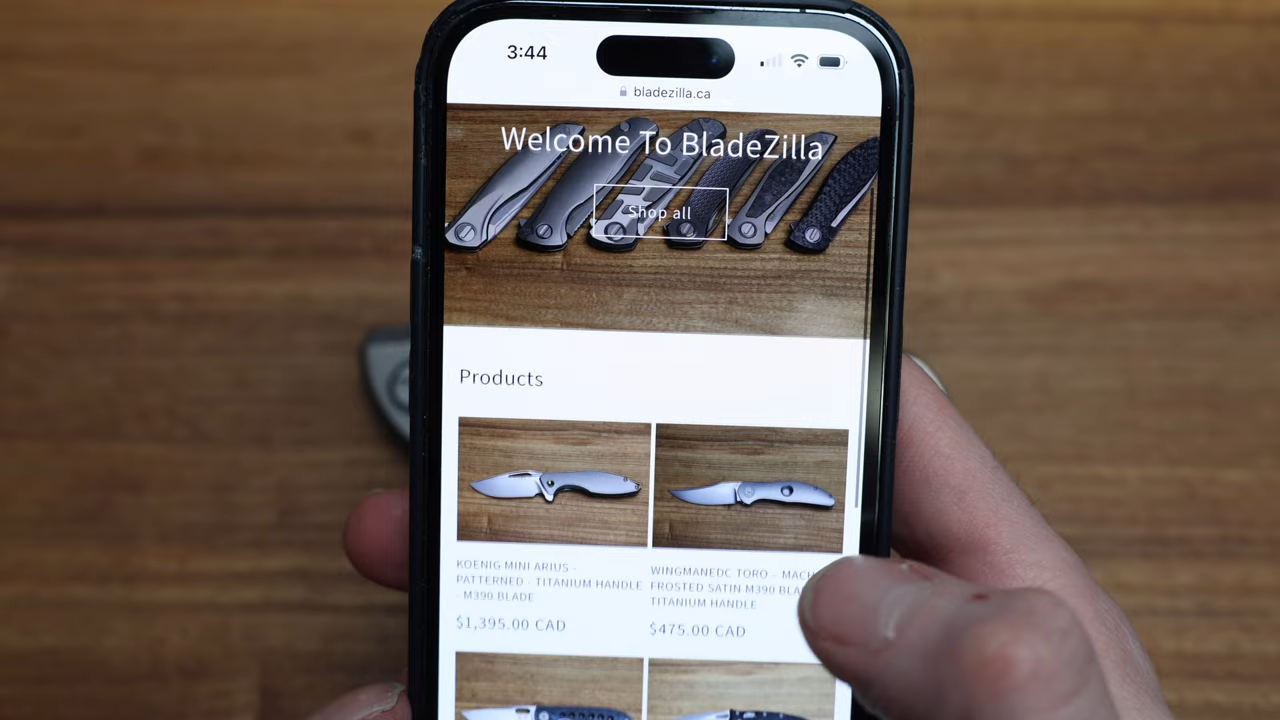 3:44
bladezilla.ca
Welcome To BladeZilla
Shop all
Products
KOENIG MINI ARIUS -
PATTERNED - TITANIUM HANDLE
- M390 BLADE
$1,395.00 CAD
WINGMANEDC TORO - MACH
FROSTED SATIN M390 BLA
TITANIUM HANDLE
$475.00 CAD